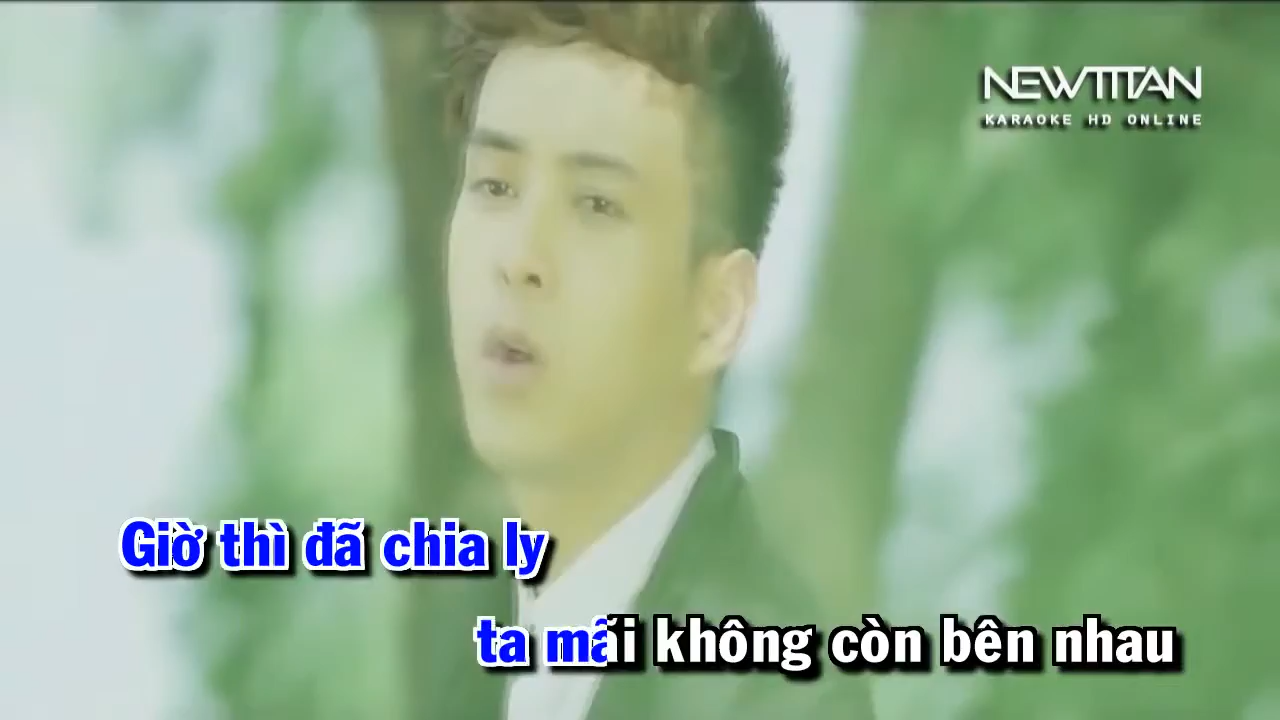 NEWTITAN
KARAOKE HD ONLINE
Giờ thì đã chia ly
ta mãi không còn bên nhau